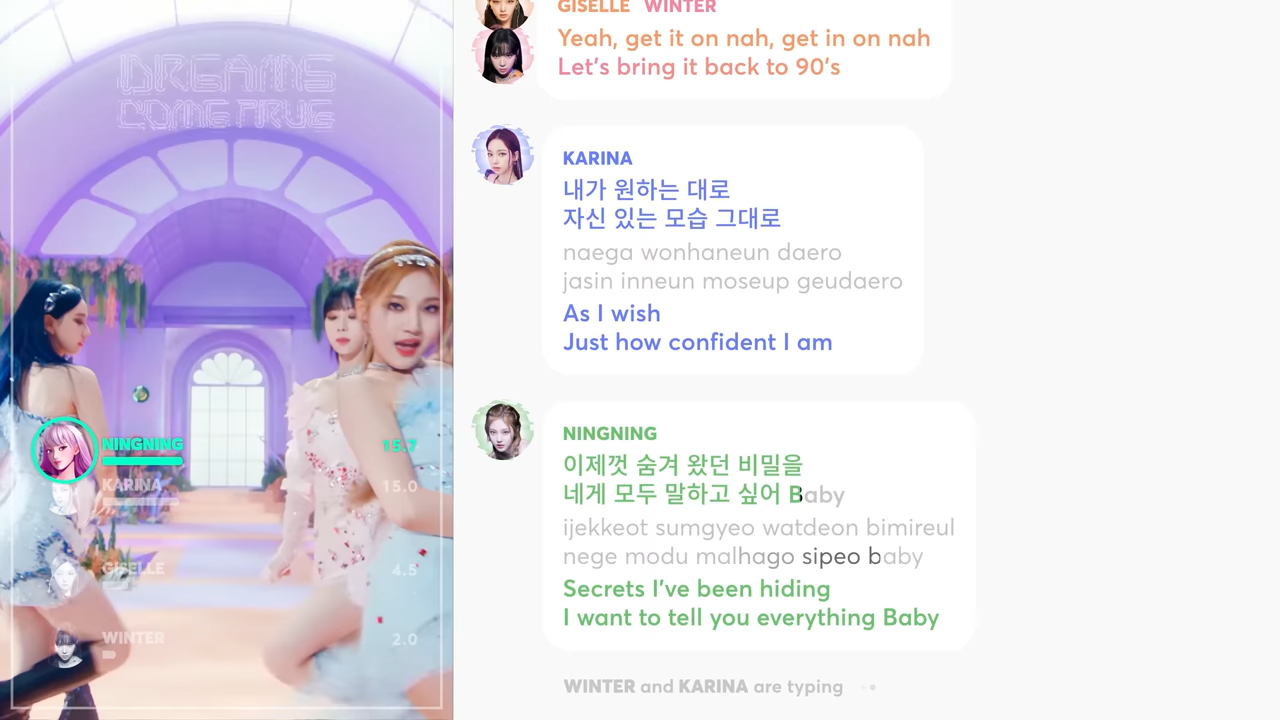 DREAMS
COME TRUE
NINGNING 15.7
KARINA 15.0
GISELLE 4.5
WINTER 2.0
GISELLE WINTER
Yeah, get it on nah, get in on nah
Let's bring it back to 90's
KARINA
내가 원하는 대로
자신 있는 모습 그대로
naega wonhaneun daero
jasin inneun moseup geudaero
As I wish
Just how confident I am
NINGNING
이제껏 숨겨 왔던 비밀을
네게 모두 말하고 싶어 Baby
ijekkeot sumgyeo watdeon bimireul
nege modu malhago sipeo baby
Secrets I've been hiding
I want to tell you everything Baby
WINTER and KARINA are typing